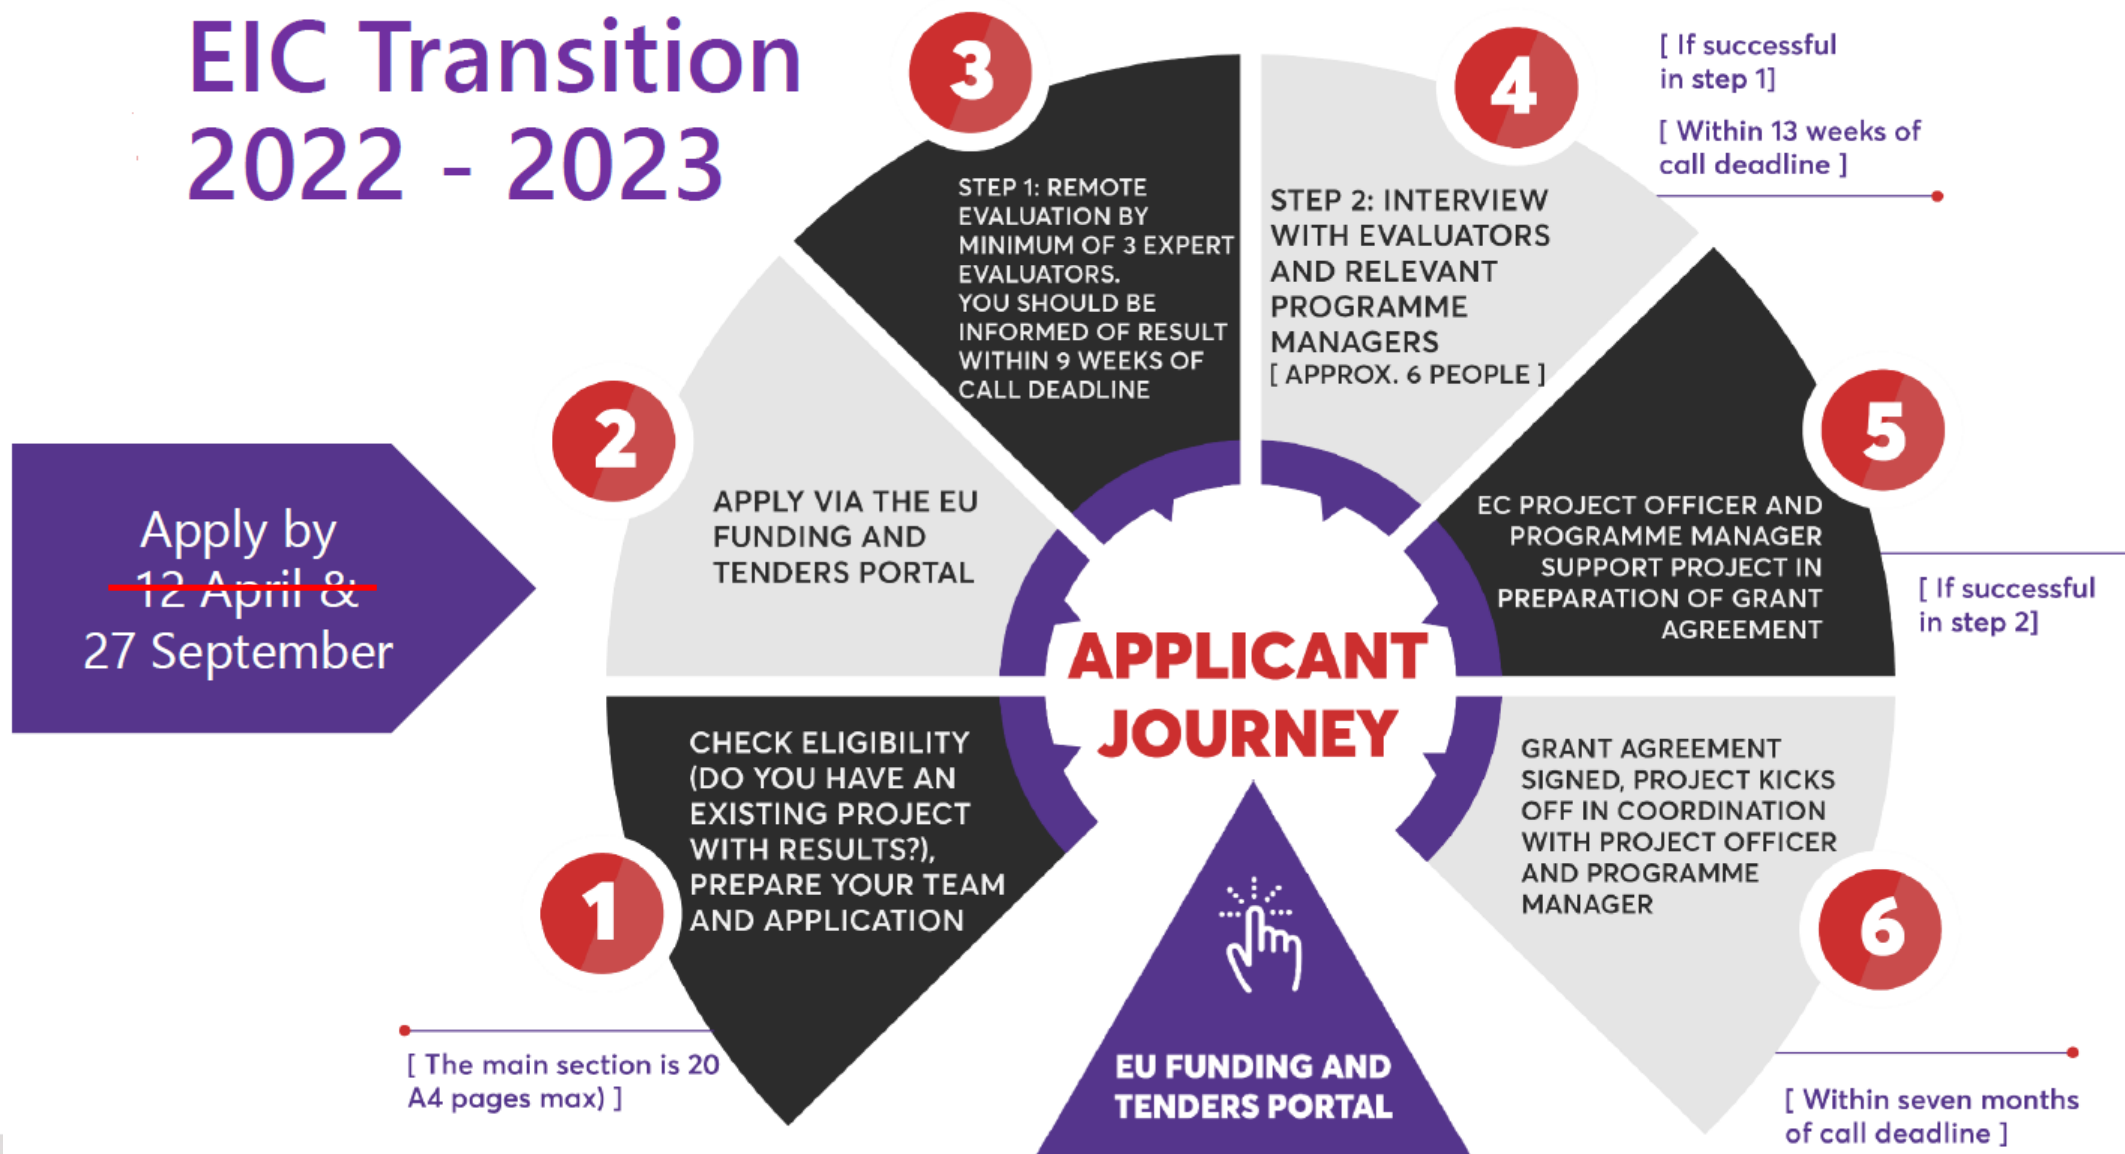 EIC Transition
2022 - 2023
Apply by
12 April &
27 September
1
CHECK ELIGIBILITY
(DO YOU HAVE AN
EXISTING PROJECT
WITH RESULTS?),
PREPARE YOUR TEAM
AND APPLICATION
[ The main section is 20
A4 pages max) ]
2
APPLY VIA THE EU
FUNDING AND
TENDERS PORTAL
3
STEP 1: REMOTE
EVALUATION BY
MINIMUM OF 3 EXPERT
EVALUATORS.
YOU SHOULD BE
INFORMED OF RESULT
WITHIN 9 WEEKS OF
CALL DEADLINE
4
STEP 2: INTERVIEW
WITH EVALUATORS
AND RELEVANT
PROGRAMME
MANAGERS
[ APPROX. 6 PEOPLE ]
[ If successful
in step 1]
[ Within 13 weeks of
call deadline ]
5
EC PROJECT OFFICER AND
PROGRAMME MANAGER
SUPPORT PROJECT IN
PREPARATION OF GRANT
AGREEMENT
[ If successful
in step 2]
6
GRANT AGREEMENT
SIGNED, PROJECT KICKS
OFF IN COORDINATION
WITH PROJECT OFFICER
AND PROGRAMME
MANAGER
[ Within seven months
of call deadline ]
APPLICANT
JOURNEY
EU FUNDING AND
TENDERS PORTAL